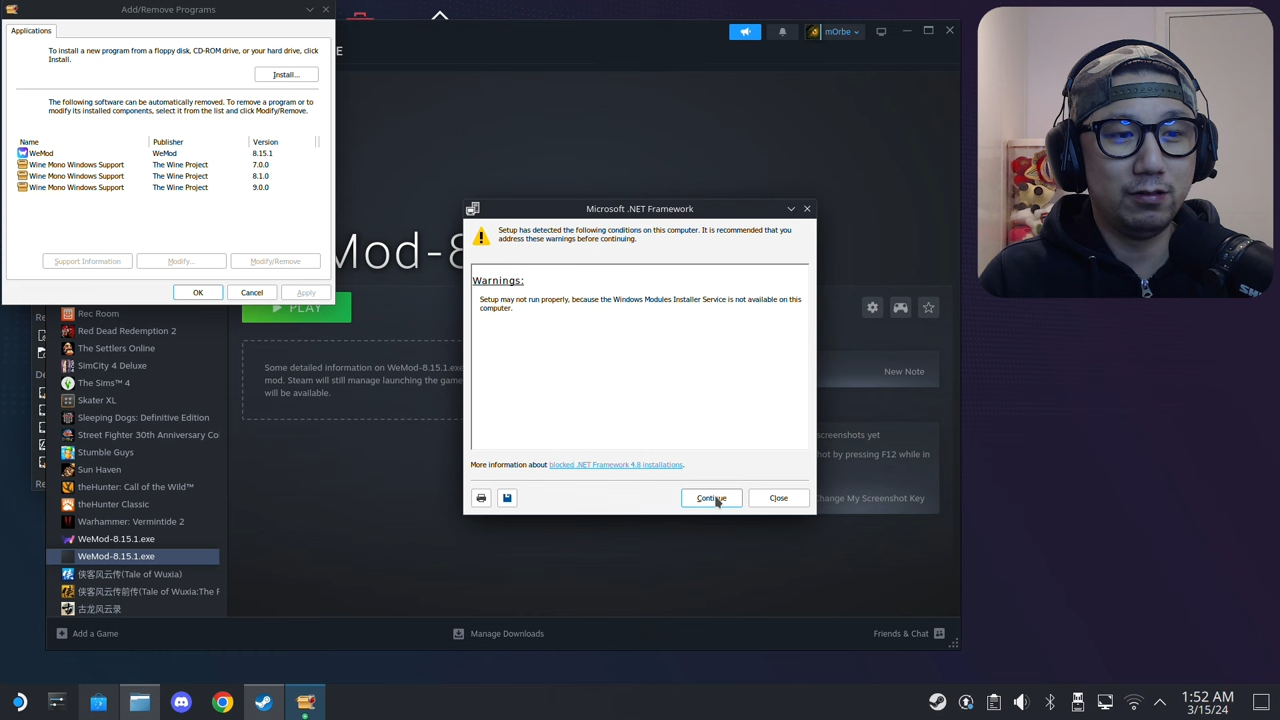 Add/Remove Programs
Applications
To install a new program from a floppy disk, CD-ROM drive, or your hard drive, click
Install.
Install...
The following software can be automatically removed. To remove a program or to
modify its installed components, select it from the list and click Modify/Remove.
Name Publisher Version
WeMod WeMod 8.15.1
Wine Mono Windows Support The Wine Project 7.0.0
Wine Mono Windows Support The Wine Project 8.1.0
Wine Mono Windows Support The Wine Project 9.0.0
Support Information Modify... Modify/Remove
OK Cancel Apply
mOrbe
E
Mod-8
PLAY
Re
De
Re
Rec Room
Red Dead Redemption 2
The Settlers Online
SimCity 4 Deluxe
The Sims™ 4
Skater XL
Sleeping Dogs: Definitive Edition
Street Fighter 30th Anniversary Co
Stumble Guys
Sun Haven
theHunter: Call of the Wild™
theHunter Classic
Warhammer: Vermintide 2
WeMod-8.15.1.exe
WeMod-8.15.1.exe
侠客风云传(Tale of Wuxia)
侠客风云传前传(Tale of Wuxia:The F
古龙风云录
Some detailed information on WeMod-8.15.1.exe
mod. Steam will still manage launching the game
will be available.
Microsoft .NET Framework
Setup has detected the following conditions on this computer. It is recommended that you
address these warnings before continuing.
Warnings:
Setup may not run properly, because the Windows Modules Installer Service is not available on this
computer.
More information about blocked .NET Framework 4.8 installations.
Continue Close
New Note
screenshots yet
hot by pressing F12 while in
Change My Screenshot Key
Add a Game Manage Downloads Friends & Chat
1:52 AM
3/15/24